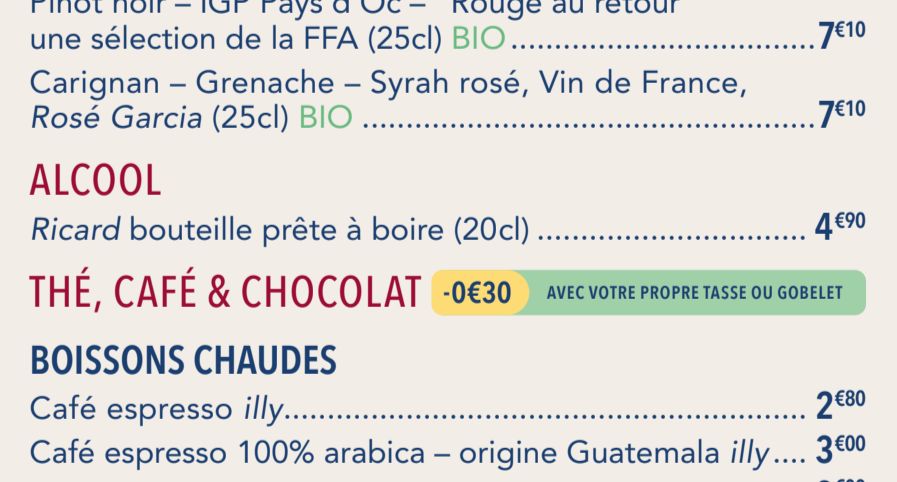 Pinot noir – IGP Pays d'Oc – "Rouge au retour"
une sélection de la FFA (25cl) BIO....................................7€10
Carignan – Grenache – Syrah rosé, Vin de France,
Rosé Garcia (25cl) BIO .....................................................7€10
ALCOOL
Ricard bouteille prête à boire (20cl) ............................... 4€90
THÉ, CAFÉ & CHOCOLAT -0€30 AVEC VOTRE PROPRE TASSE OU GOBELET
BOISSONS CHAUDES
Café espresso illy............................................................. 2€80
Café espresso 100% arabica – origine Guatemala illy.... 3€00